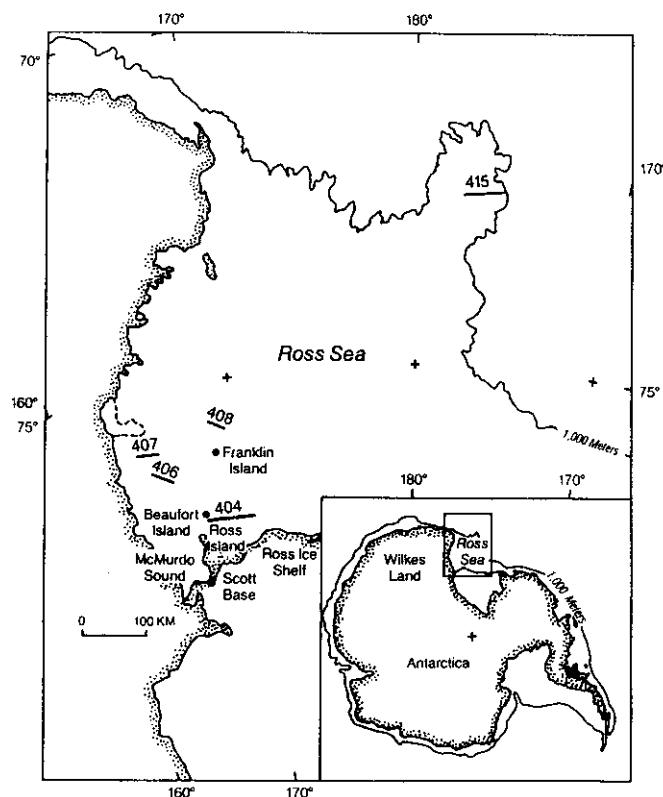 170°
180°
70°
170°
415
Ross Sea
160°
75°
75°
408
Franklin
Island
407
406
1,000 Meters
Beaufort
Island
404
Ross
Island
McMurdo
Sound
Ross Ice
Shelf
Scott
Base
0
100 KM
180°
170°
Wilkes
Land
Ross
Sea
1,000
Meters
Antarctica
160°
170°